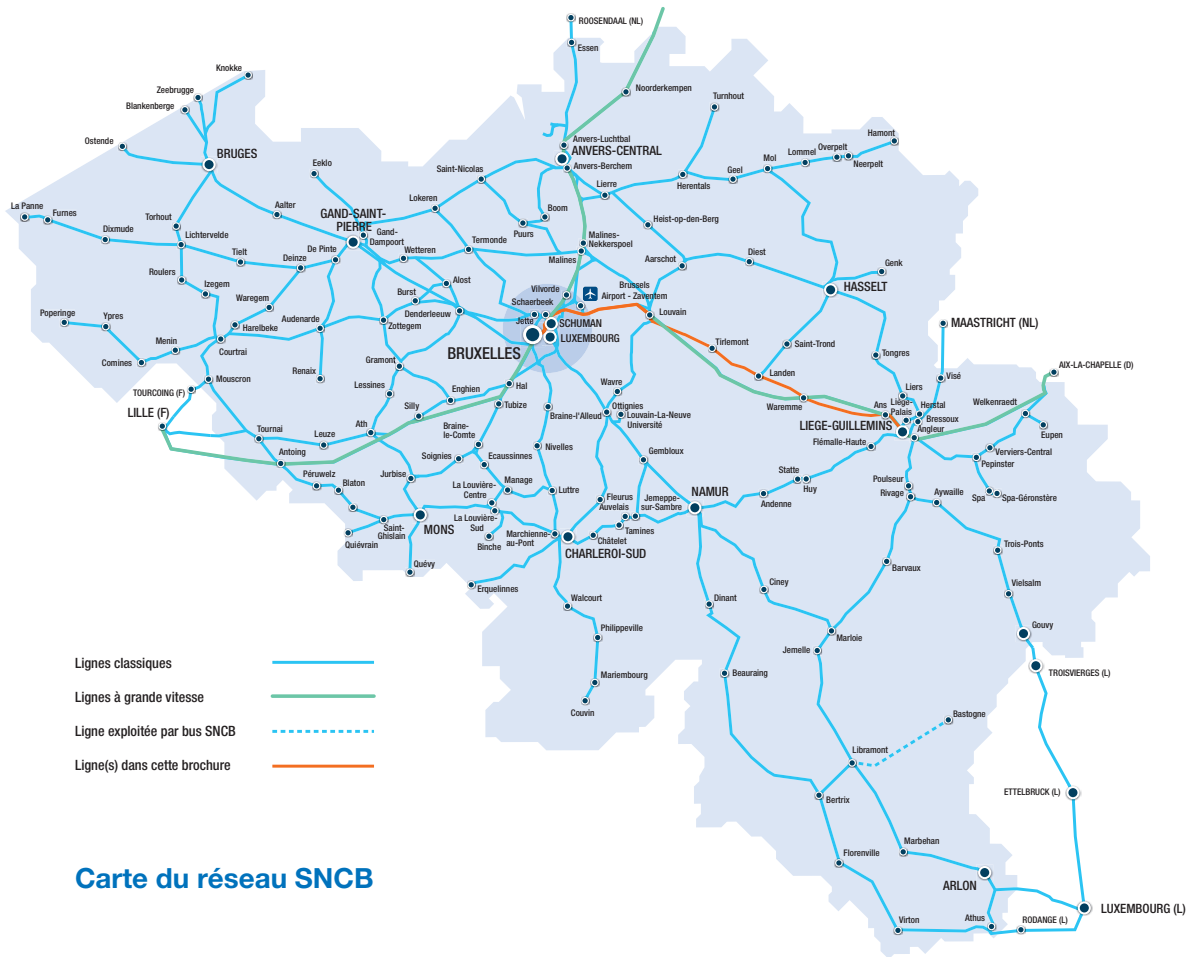 ROOSENDAAL (NL)
Essen
Knokke
Zeebrugge
Blankenberge
Noorderkempen
Turnhout
Ostende
BRUGES
Eeklo
Anvers-Luchtbal
ANVERS-CENTRAL
Anvers-Berchem
Hamont
Overpelt
Lommel
Neerpelt
Mol
Geel
Herentals
Saint-Nicolas
Lierre
La Panne
Furnes
Aalter
Lokeren
Boom
Puurs
Heist-op-den-Berg
Torhout
GAND-SAINT-
PIERRE
Gand-
Dampoort
Dixmude
Lichtervelde
De Pinte
Wetteren
Termonde
Malines-
Nekkerspoel
Malines
Aarschot
Diest
Tielt
Deinze
Genk
Roulers
Izegem
Alost
Burst
Vilvorde
Brussels
Airport - Zaventem
HASSELT
Waregem
Schaerbeek
Denderleeuw
Louvain
Poperinge
Ypres
Harelbeke
Audenarde
Zottegem
Jette
SCHUMAN
MAASTRICHT (NL)
Menin
Courtrai
LUXEMBOURG
BRUXELLES
Tirlemont
Saint-Trond
Tongres
Comines
Renaix
Gramont
Landen
AIX-LA-CHAPELLE (D)
Mouscron
TOURCOING (F)
Lessines
Enghien
Hal
Wavre
Liers
Visé
LILLE (F)
Silly
Tubize
Braine-l'Alleud
Ottignies
Louvain-La-Neuve
Université
Waremme
Ans
Liège-
Palais
Herstal
Bressoux
Welkenraedt
LIEGE-GUILLEMINS
Angleur
Eupen
Tournai
Leuze
Ath
Braine-
le-Comte
Flémalle-Haute
Verviers-Central
Antoing
Soignies
Ecaussinnes
Nivelles
Gembloux
Pepinster
Péruwelz
Blaton
Jurbise
La Louvière-
Centre
Manage
Luttre
Statte
Huy
Poulseur
Rivage
Aywaille
Spa
Spa-Géronstère
Fleurus
Auvelais
Jemeppe-
sur-Sambre
NAMUR
Andenne
Saint-
Ghislain
MONS
La Louvière-
Sud
Marchienne-
au-Pont
Tamines
Châtelet
Quiévrain
Binche
CHARLEROI-SUD
Trois-Ponts
Quévy
Erquelinnes
Barvaux
Ciney
Vielsalm
Walcourt
Dinant
Philippeville
Marloie
Gouvy
Jemelle
Lignes classiques
Mariembourg
Beauraing
TROISVIERGES (L)
Lignes à grande vitesse
Couvin
Bastogne
Ligne exploitée par bus SNCB
Libramont
Ligne(s) dans cette brochure
ETTELBRUCK (L)
Bertrix
Marbehan
Florenville
Carte du réseau SNCB
ARLON
LUXEMBOURG (L)
Virton
Athus
RODANGE (L)